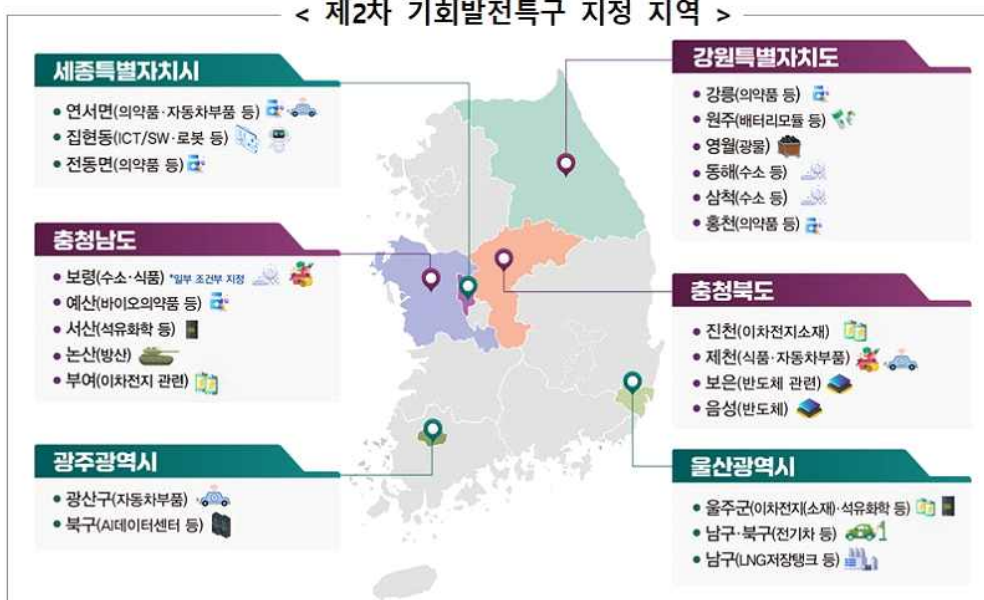 < 제2차 기회발전특구 지정 지역 >
세종특별자치시
• 연서면(의약품·자동차부품 등)
• 집현동(ICT/SW·로봇 등)
• 전동면(의약품 등)
충청남도
• 보령(수소·식품) *일부 조건부 지정
• 예산(바이오의약품 등)
• 서산(석유화학 등)
• 논산(방산)
• 부여(이차전지 관련)
광주광역시
• 광산구(자동차부품)
• 북구(AI데이터센터 등)
강원특별자치도
• 강릉(의약품 등)
• 원주(배터리모듈 등)
• 영월(광물)
• 동해(수소 등)
• 삼척(수소 등)
• 홍천(의약품 등)
충청북도
• 진천(이차전지소재)
• 제천(식품·자동차부품)
• 보은(반도체 관련)
• 음성(반도체)
울산광역시
• 울주군(이차전지(소재)·석유화학 등)
• 남구·북구(전기차 등)
• 남구(LNG저장탱크 등)